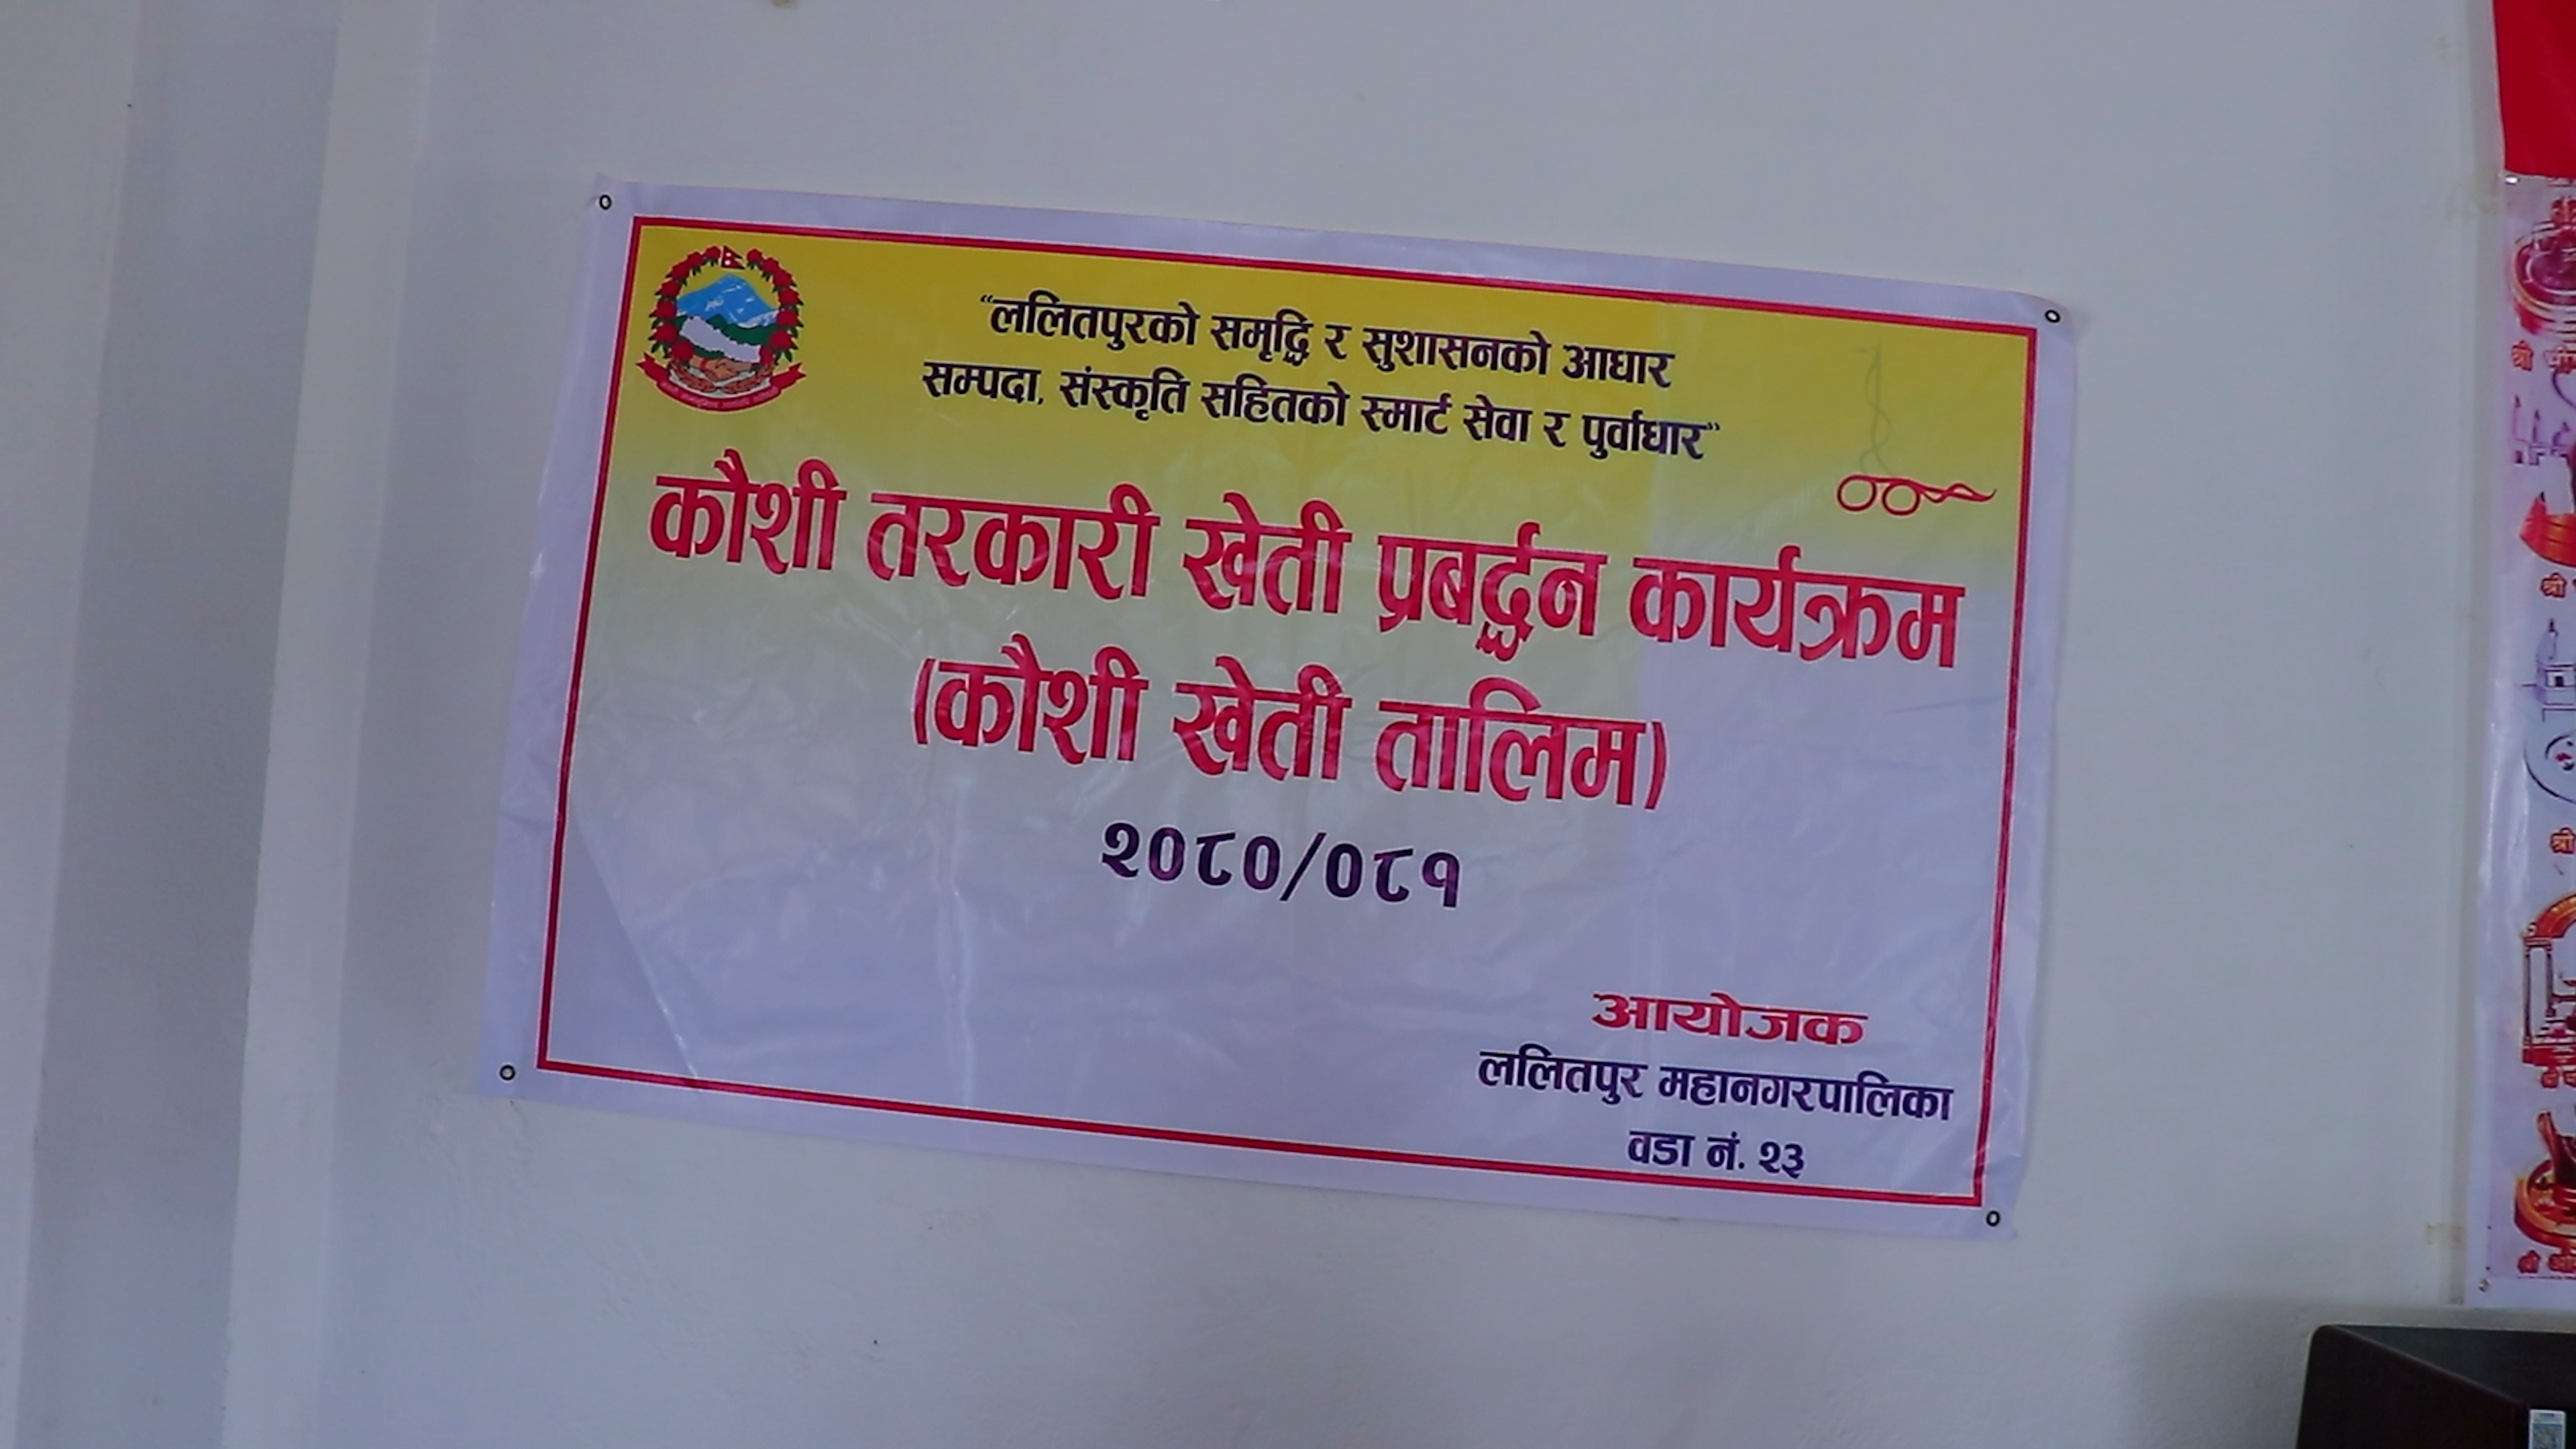 “ललितपुरको समृद्धि र सुशासनको आधार
सम्पदा, संस्कृति सहितको स्मार्ट सेवा र पुर्वाधार”
कौशी तरकारी खेती प्रबर्द्धन कार्यक्रम
(कौशी खेती तालिम)
२०८०/०८१
आयोजक
ललितपुर महानगरपालिका
वडा नं. २३
श्री
श्री
श्री